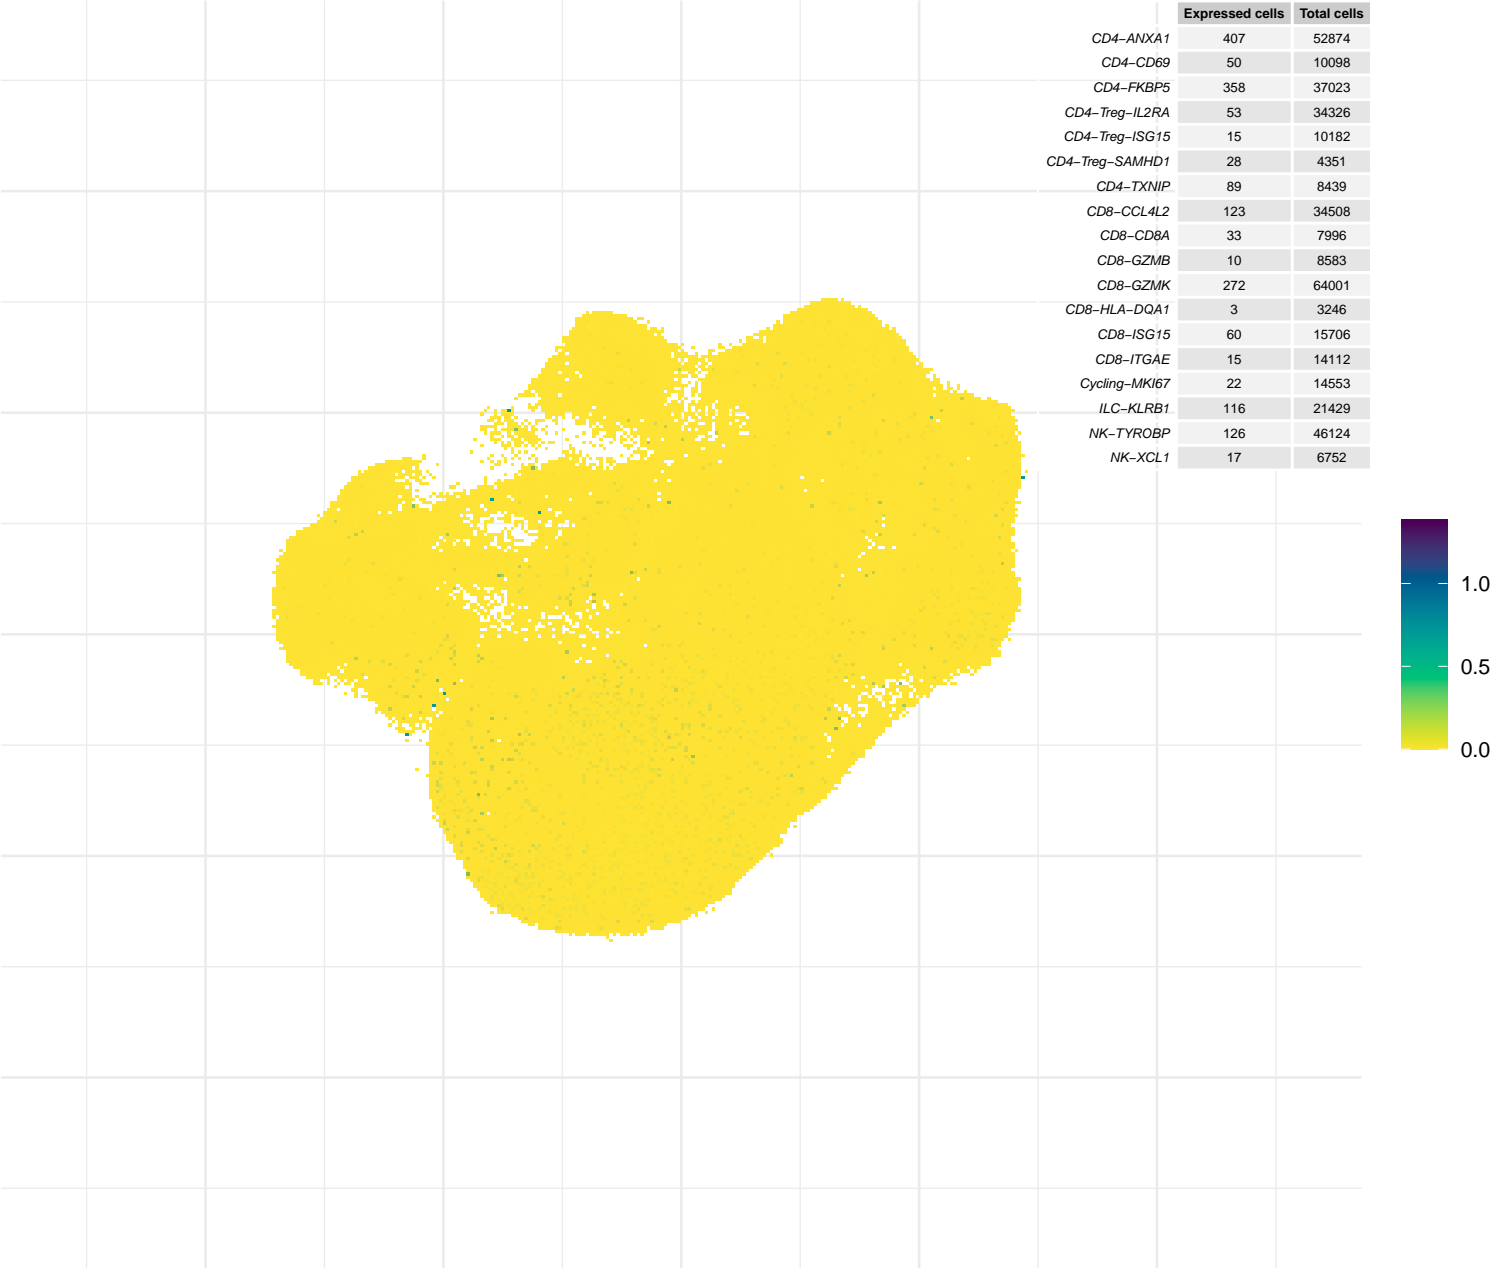 Expressed cells Total cells
CD4−ANXA1 407 52874
CD4−CD69 50 10098
CD4−FKBP5 358 37023
CD4−Treg−IL2RA 53 34326
CD4−Treg−ISG15 15 10182
CD4−Treg−SAMHD1 28 4351
CD4−TXNIP 89 8439
CD8−CCL4L2 123 34508
CD8−CD8A 33 7996
CD8−GZMB 10 8583
CD8−GZMK 272 64001
CD8−HLA−DQA1 3 3246
CD8−ISG15 60 15706
CD8−ITGAE 15 14112
Cycling−MKI67 22 14553
ILC−KLRB1 116 21429
NK−TYROBP 126 46124
NK−XCL1 17 6752
1.0
0.5
0.0